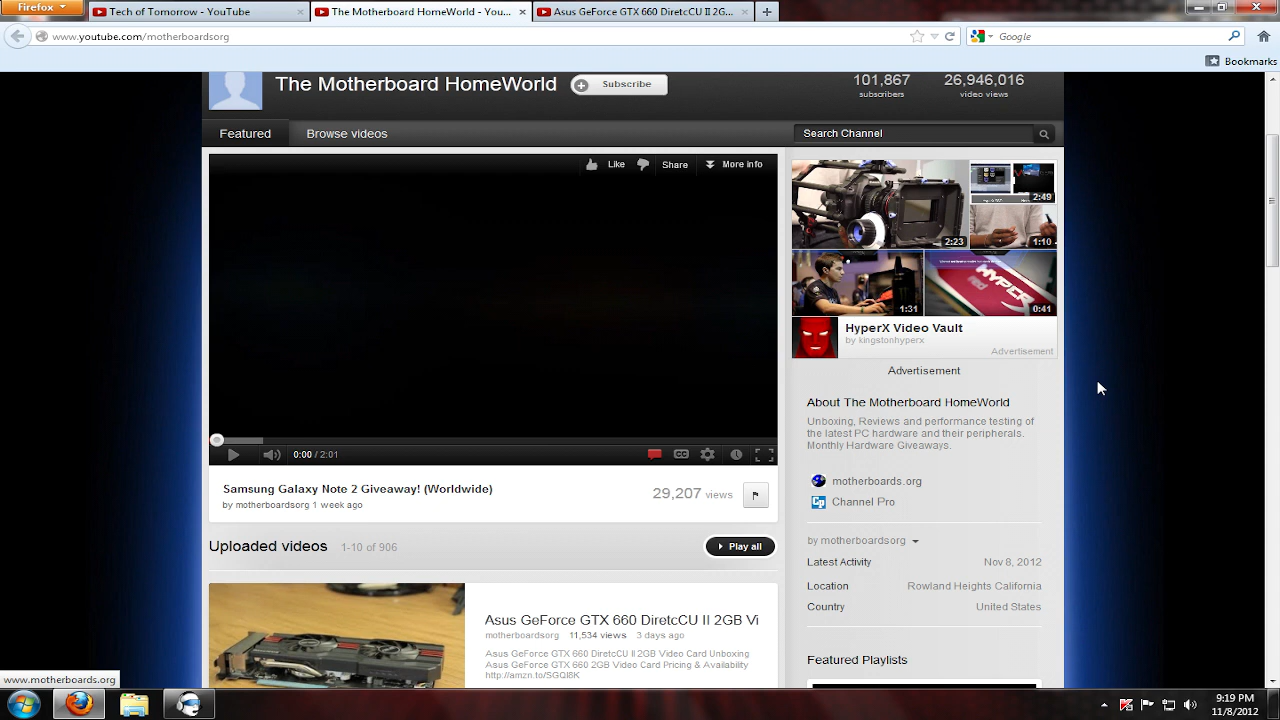 Firefox
Tech of Tomorrow - YouTube
The Motherboard HomeWorld - You...
Asus GeForce GTX 660 DiretcCU II 2G...
www.youtube.com/motherboardsorg
Google
Bookmarks
The Motherboard HomeWorld
Subscribe
101,867
subscribers
26,946,016
video views
Featured
Browse videos
Search Channel
Like
Share
More info
2:49
2:23
1:10
1:31
HYPERX
red
0:41
HyperX Video Vault
by kingstonhyperx
Advertisement
Advertisement
About The Motherboard HomeWorld
Unboxing, Reviews and performance testing of
the latest PC hardware and their peripherals.
Monthly Hardware Giveaways.
0:00 / 2:01
CC
Samsung Galaxy Note 2 Giveaway! (Worldwide)
by motherboardsorg 1 week ago
29,207 views
motherboards.org
Cp Channel Pro
Uploaded videos 1-10 of 906
Play all
by motherboardsorg
Latest Activity Nov 8, 2012
Location Rowland Heights California
Country United States
Asus GeForce GTX 660 DiretcCU II 2GB Vi
motherboardsorg 11,534 views 3 days ago
Asus GeForce GTX 660 DiretcCU II 2GB Video Card Unboxing
Asus GeForce GTX 660 2GB Video Card Pricing & Availability
http://amzn.to/SGQI8K
Featured Playlists
www.motherboards.org
9:19 PM
11/8/2012